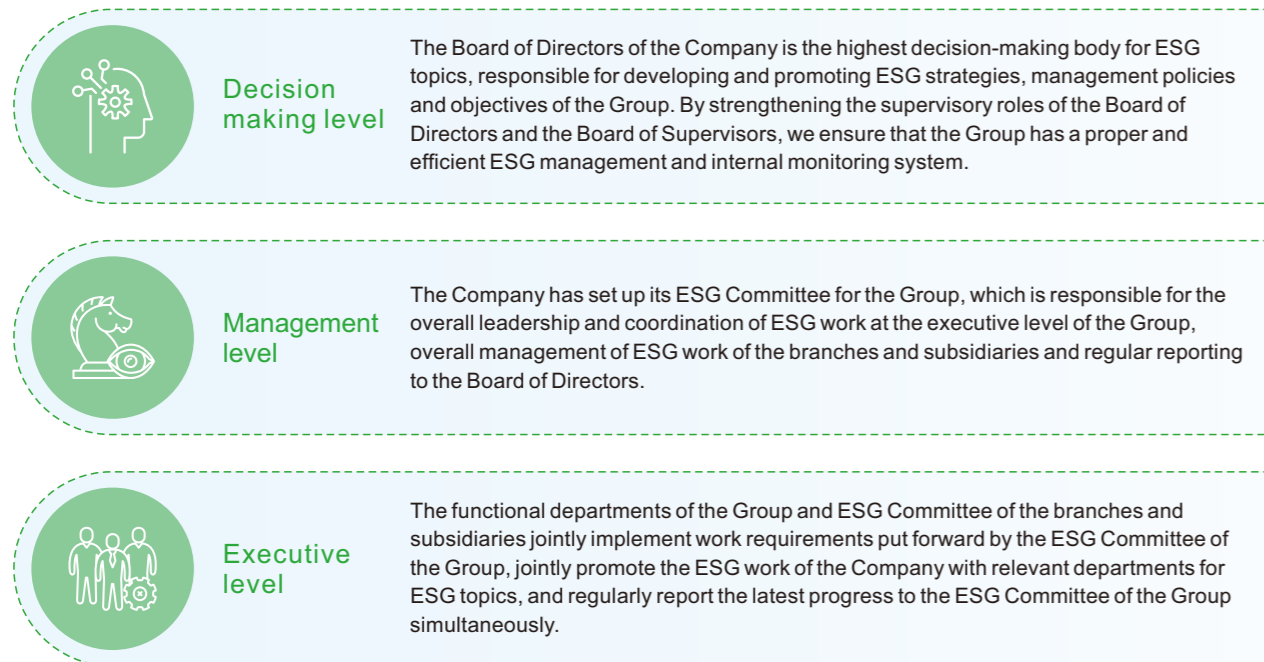 Decision
making level
The Board of Directors of the Company is the highest decision-making body for ESG
topics, responsible for developing and promoting ESG strategies, management policies
and objectives of the Group. By strengthening the supervisory roles of the Board of
Directors and the Board of Supervisors, we ensure that the Group has a proper and
efficient ESG management and internal monitoring system.
Management
level
The Company has set up its ESG Committee for the Group, which is responsible for the
overall leadership and coordination of ESG work at the executive level of the Group,
overall management of ESG work of the branches and subsidiaries and regular reporting
to the Board of Directors.
Executive
level
The functional departments of the Group and ESG Committee of the branches and
subsidiaries jointly implement work requirements put forward by the ESG Committee of
the Group, jointly promote the ESG work of the Company with relevant departments for
ESG topics, and regularly report the latest progress to the ESG Committee of the Group
simultaneously.